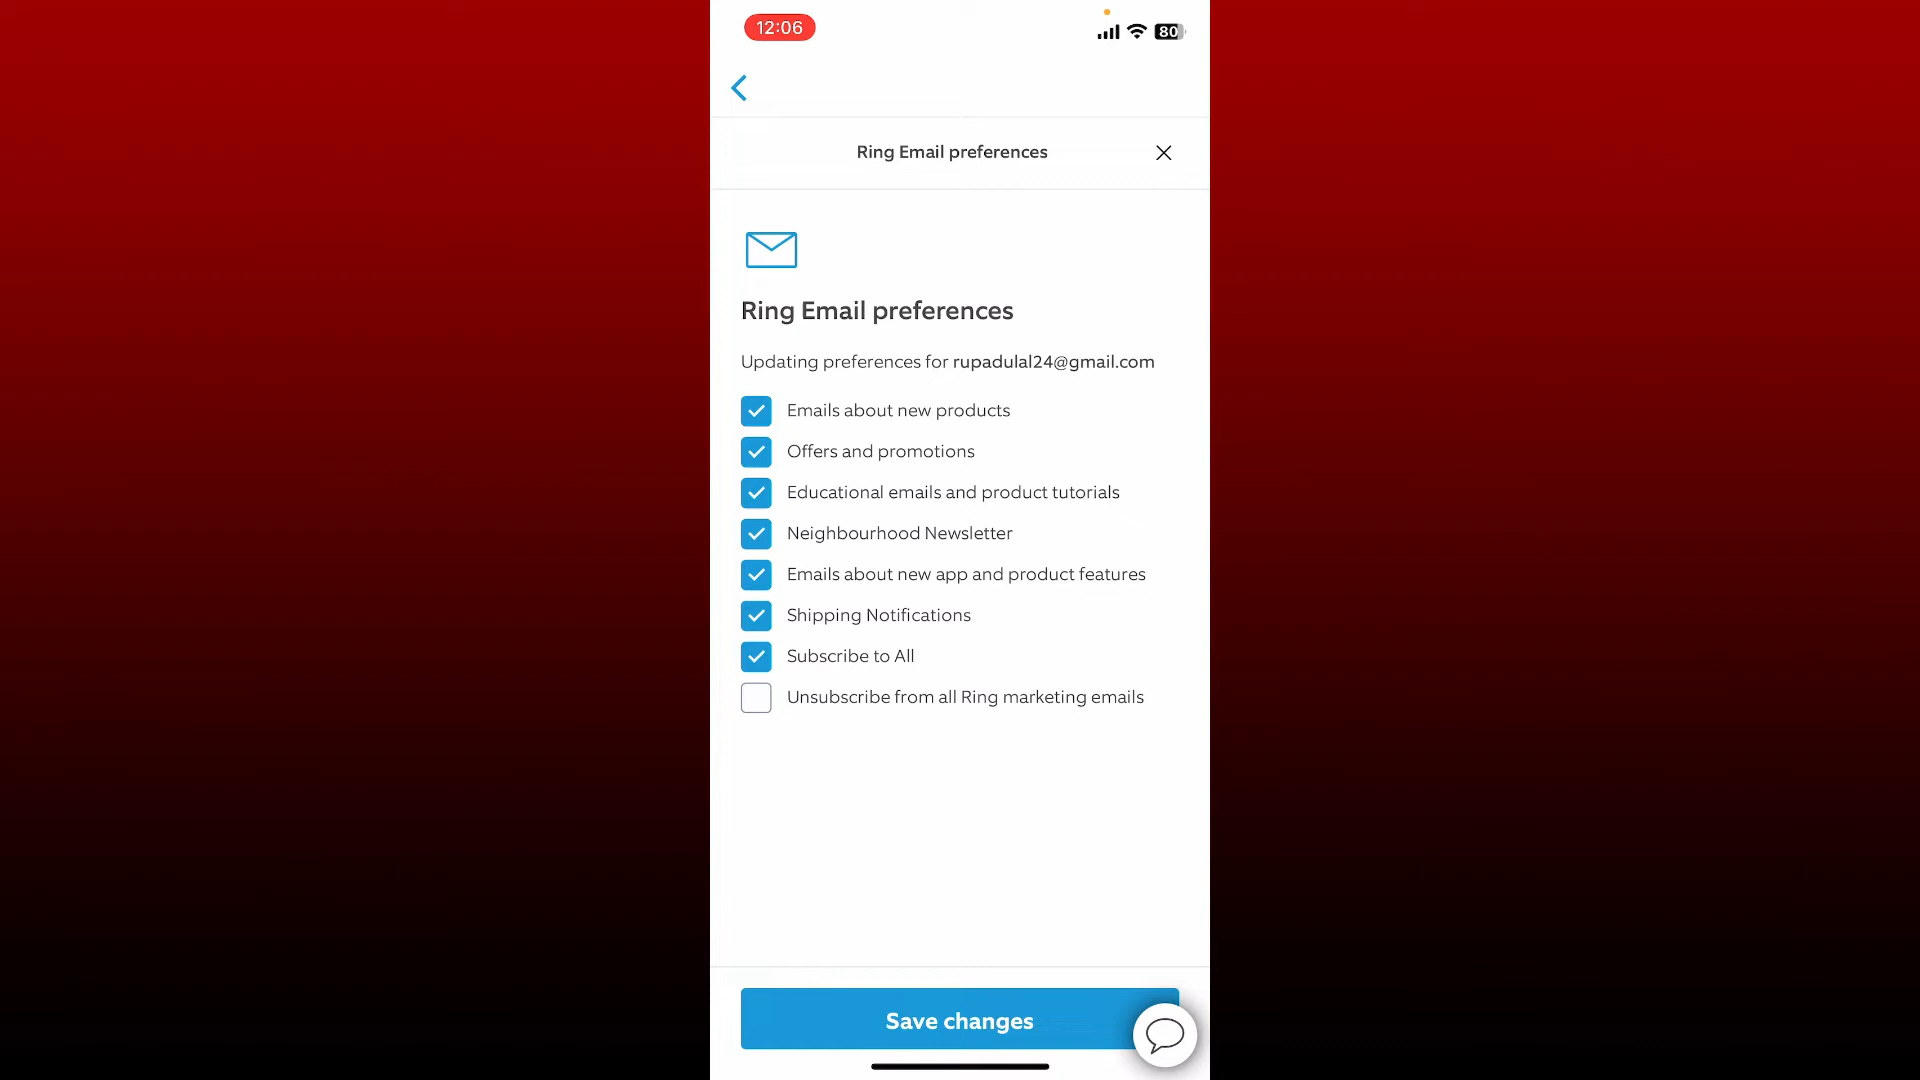 12:06
80
Ring Email preferences
Ring Email preferences
Updating preferences for rupadulal24@gmail.com
Emails about new products
Offers and promotions
Educational emails and product tutorials
Neighbourhood Newsletter
Emails about new app and product features
Shipping Notifications
Subscribe to All
Unsubscribe from all Ring marketing emails
Save changes